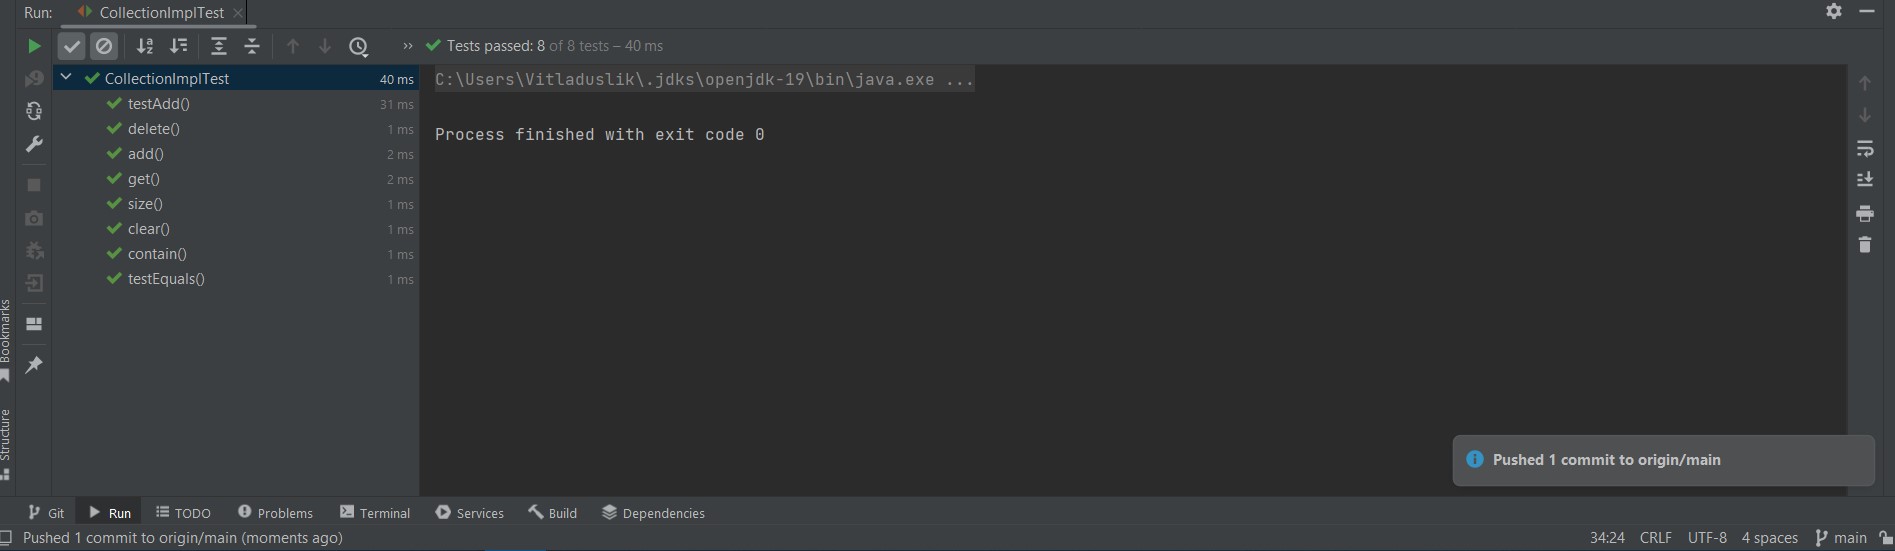 Run: CollectionImplTest
Tests passed: 8 of 8 tests – 40 ms
CollectionImplTest 40 ms
testAdd() 31 ms
delete() 1 ms
add() 2 ms
get() 2 ms
size() 1 ms
clear() 1 ms
contain() 1 ms
testEquals() 1 ms
C:\Users\Vitladuslik\.jdks\openjdk-19\bin\java.exe ...
Process finished with exit code 0
Bookmarks
Structure
Pushed 1 commit to origin/main
Git Run TODO Problems Terminal Services Build Dependencies
Pushed 1 commit to origin/main (moments ago) 34:24 CRLF UTF-8 4 spaces main